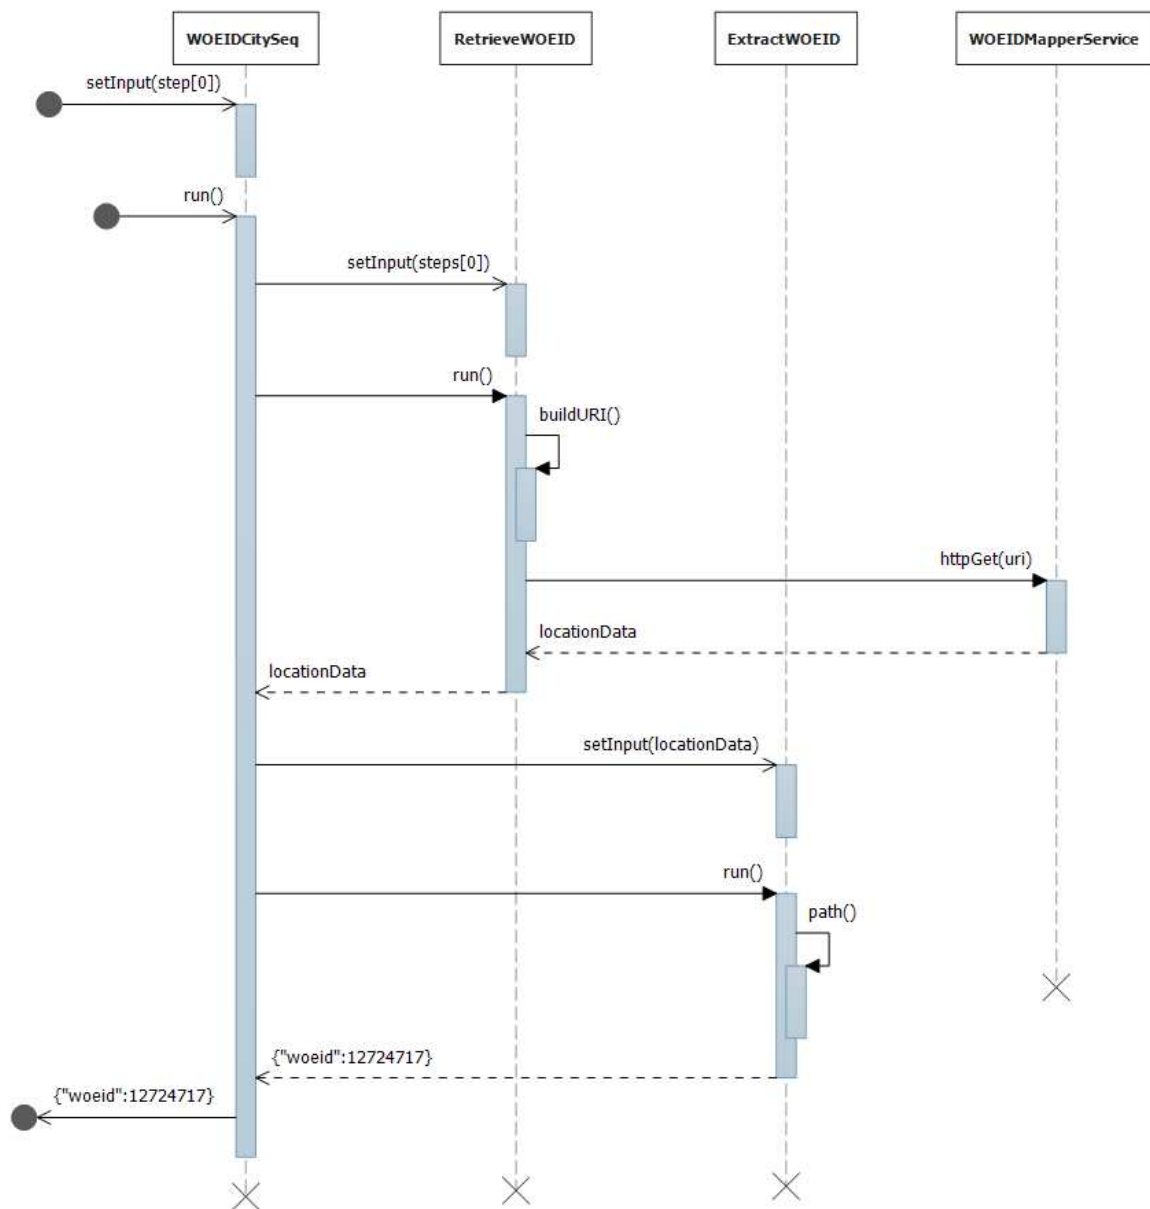 WOEIDCitySeq
RetrieveWOEID
ExtractWOEID
WOEIDMapperService
setInput(step[0])
run()
setInput(steps[0])
run()
buildURI()
httpGet(uri)
locationData
locationData
setInput(locationData)
run()
path()
{"woeid":12724717}
{"woeid":12724717}